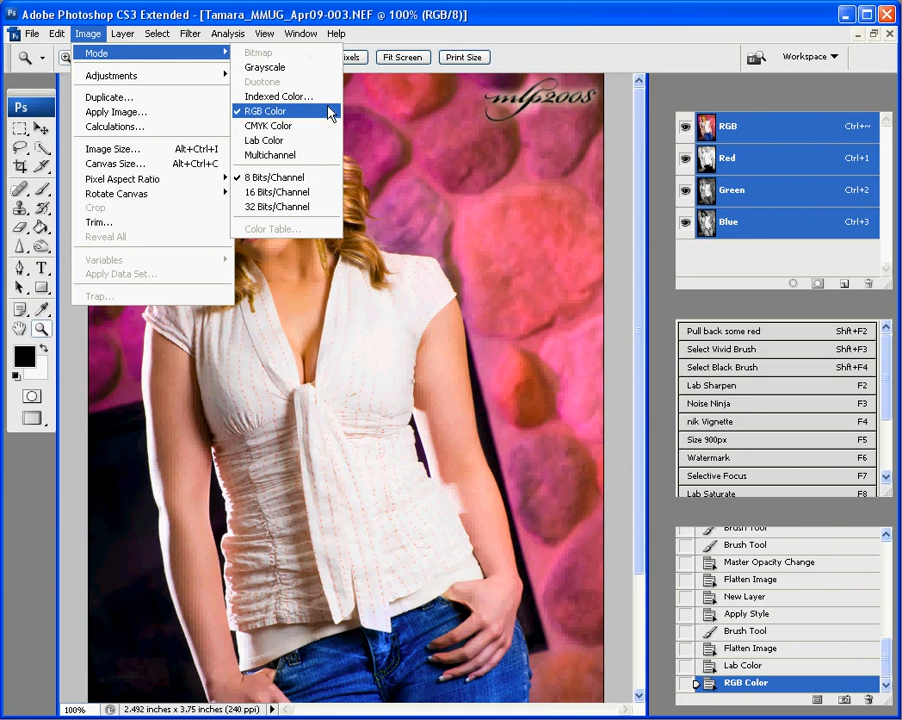 Adobe Photoshop CS3 Extended - [Tamara_MMUG_Apr09-003.NEF @ 100% (RGB/8)]
File Edit Image Layer Select Filter Analysis View Window Help
Fit Screen Print Size Workspace
Mode
Adjustments
Duplicate...
Apply Image...
Calculations...
Image Size... Alt+Ctrl+I
Canvas Size... Alt+Ctrl+C
Pixel Aspect Ratio
Rotate Canvas
Crop
Trim...
Reveal All
Variables
Apply Data Set...
Trap...
Bitmap
Grayscale
Duotone
Indexed Color...
RGB Color
CMYK Color
Lab Color
Multichannel
8 Bits/Channel
16 Bits/Channel
32 Bits/Channel
Color Table...
mlp2008
Ps
RGB Ctrl+~
Red Ctrl+1
Green Ctrl+2
Blue Ctrl+3
Pull back some red Shft+F2
Select Vivid Brush Shft+F3
Select Black Brush Shft+F4
Lab Sharpen F2
Noise Ninja F3
nik Vignette F4
Size 900px F5
Watermark F6
Selective Focus F7
Lab Saturate F8
Brush Tool
Brush Tool
Master Opacity Change
Flatten Image
New Layer
Apply Style
Brush Tool
Flatten Image
Lab Color
RGB Color
100% 2.492 inches x 3.75 inches (240 ppi)